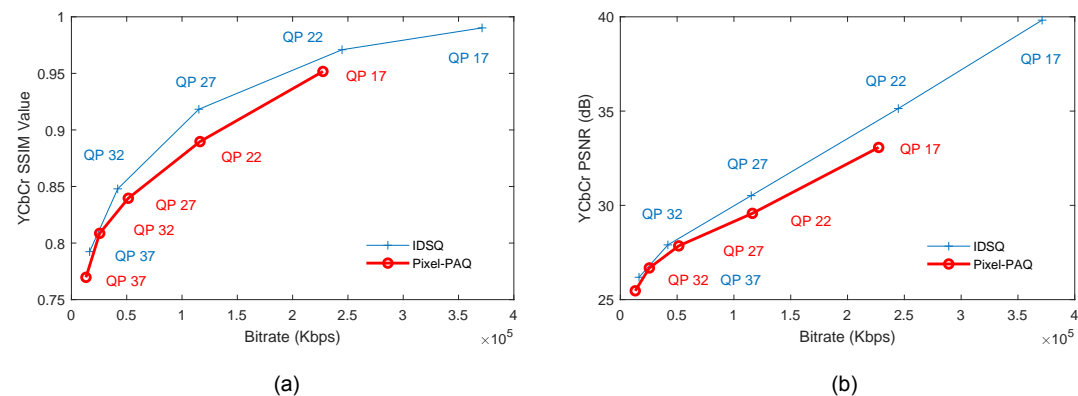 1
0.95
0.9
0.85
0.8
0.75
YCbCr SSIM Value
QP 22
QP 17
QP 27
QP 17
QP 32
QP 22
QP 27
QP 32
QP 37
QP 37
IDSQ
Pixel-PAQ
0 0.5 1 1.5 2 2.5 3 3.5 4
Bitrate (Kbps)
×10^5
(a)
40
35
30
25
YCbCr PSNR (dB)
QP 17
QP 22
QP 17
QP 27
QP 32
QP 22
QP 27
QP 32
QP 37
IDSQ
Pixel-PAQ
0 0.5 1 1.5 2 2.5 3 3.5 4
Bitrate (Kbps)
×10^5
(b)